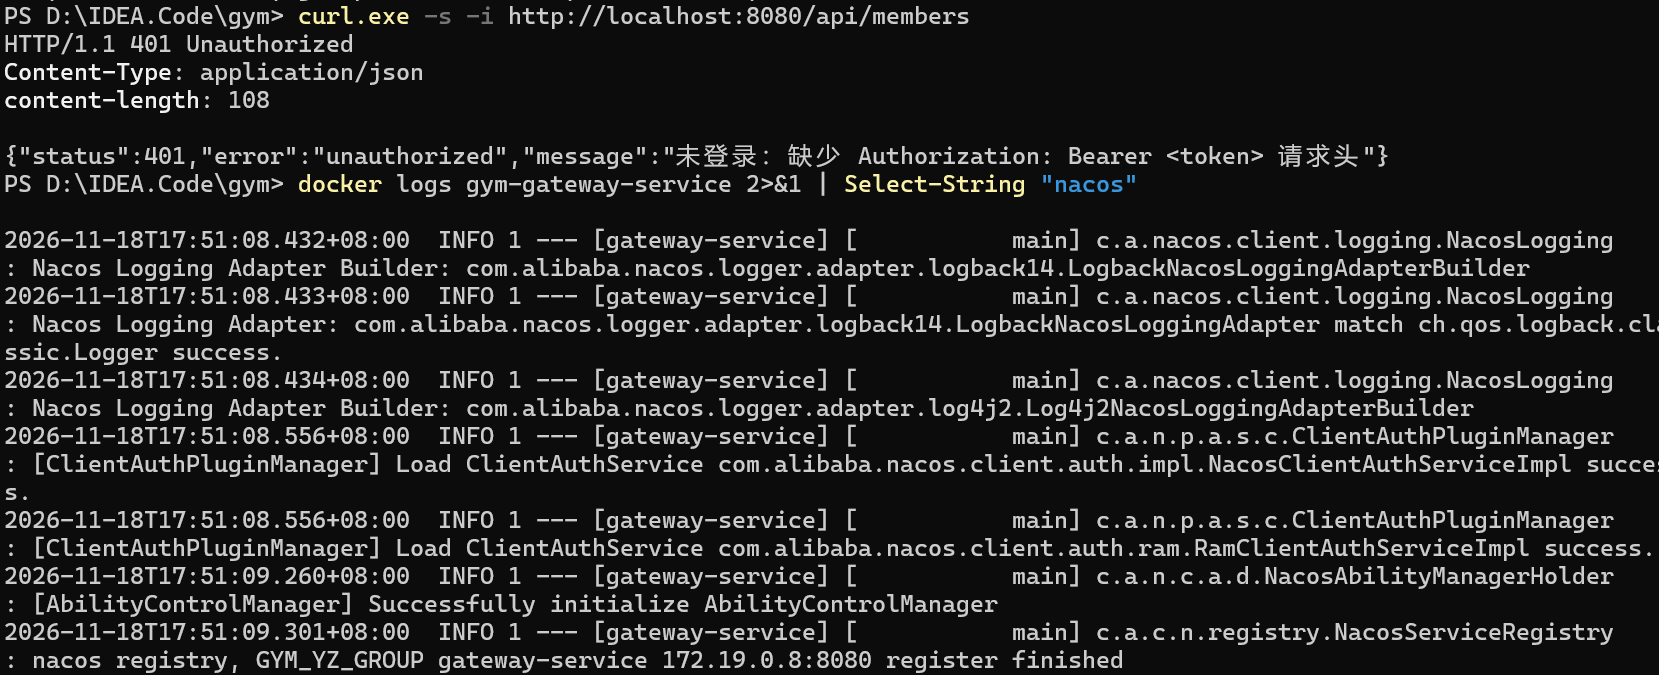 PS D:\IDEA.Code\gym> curl.exe -s -i http://localhost:8080/api/members
HTTP/1.1 401 Unauthorized
Content-Type: application/json
content-length: 108
{"status":401,"error":"unauthorized","message":"未登录: 缺少 Authorization: Bearer <token> 请求头"}
PS D:\IDEA.Code\gym> docker logs gym-gateway-service 2>&1 | Select-String "nacos"
2026-11-18T17:51:08.432+08:00  INFO 1 --- [gateway-service] [           main] c.a.nacos.client.logging.NacosLogging
: Nacos Logging Adapter Builder: com.alibaba.nacos.logger.adapter.logback14.LogbackNacosLoggingAdapterBuilder
2026-11-18T17:51:08.433+08:00  INFO 1 --- [gateway-service] [           main] c.a.nacos.client.logging.NacosLogging
: Nacos Logging Adapter: com.alibaba.nacos.logger.adapter.logback14.LogbackNacosLoggingAdapter match ch.qos.logback.cla
ssic.Logger success.
2026-11-18T17:51:08.434+08:00  INFO 1 --- [gateway-service] [           main] c.a.nacos.client.logging.NacosLogging
: Nacos Logging Adapter Builder: com.alibaba.nacos.logger.adapter.log4j2.Log4j2NacosLoggingAdapterBuilder
2026-11-18T17:51:08.556+08:00  INFO 1 --- [gateway-service] [           main] c.a.n.p.a.s.c.ClientAuthPluginManager
: [ClientAuthPluginManager] Load ClientAuthService com.alibaba.nacos.client.auth.impl.NacosClientAuthServiceImpl succes
s.
2026-11-18T17:51:08.556+08:00  INFO 1 --- [gateway-service] [           main] c.a.n.p.a.s.c.ClientAuthPluginManager
: [ClientAuthPluginManager] Load ClientAuthService com.alibaba.nacos.client.auth.ram.RamClientAuthServiceImpl success.
2026-11-18T17:51:09.260+08:00  INFO 1 --- [gateway-service] [           main] c.a.n.c.a.d.NacosAbilityManagerHolder
: [AbilityControlManager] Successfully initialize AbilityControlManager
2026-11-18T17:51:09.301+08:00  INFO 1 --- [gateway-service] [           main] c.a.c.n.registry.NacosServiceRegistry
: nacos registry, GYM_YZ_GROUP gateway-service 172.19.0.8:8080 register finished